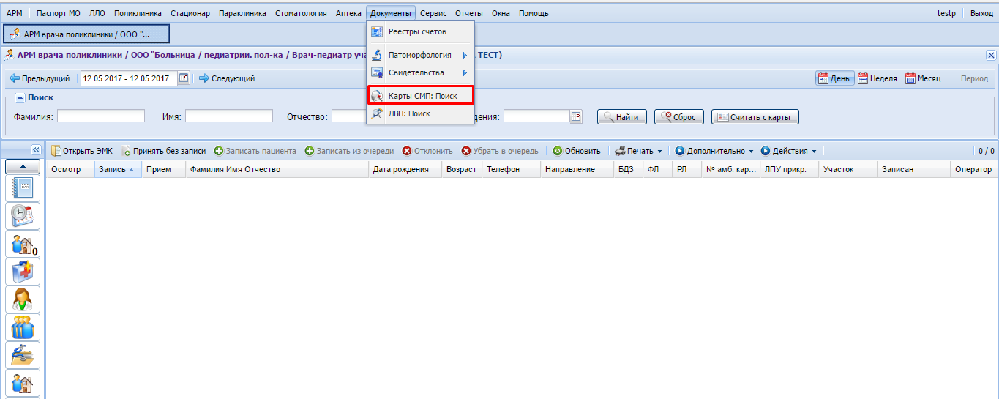 АРМ Паспорт МО ЛЛО Поликлиника Стационар Параклиника Стоматология Аптека Документы Сервис Отчеты Окна Помощь testp Выход
АРМ врача поликлиники / ООО "...
Реестры счетов
АРМ врача поликлиники / ООО "Больница / педиатрии. пол-ка / Врач-педиатр уча ТЕСТ)
Патоморфология
Свидетельства
Предыдущий 12.05.2017 - 12.05.2017 Следующий День Неделя Месяц Период
Карты СМП: Поиск
Поиск
ЛВН: Поиск
Фамилия: Имя: Отчество: дения: Найти Сброс Считать с карты
Открыть ЭМК Принять без записи Записать пациента Записать из очереди Отклонить Убрать в очередь Обновить Печать Дополнительно Действия 0 / 0
Осмотр Запись Прием Фамилия Имя Отчество Дата рождения Возраст Телефон Направление БДЗ ФЛ РЛ № амб. кар... ЛПУ прикр. Участок Записан Оператор
0